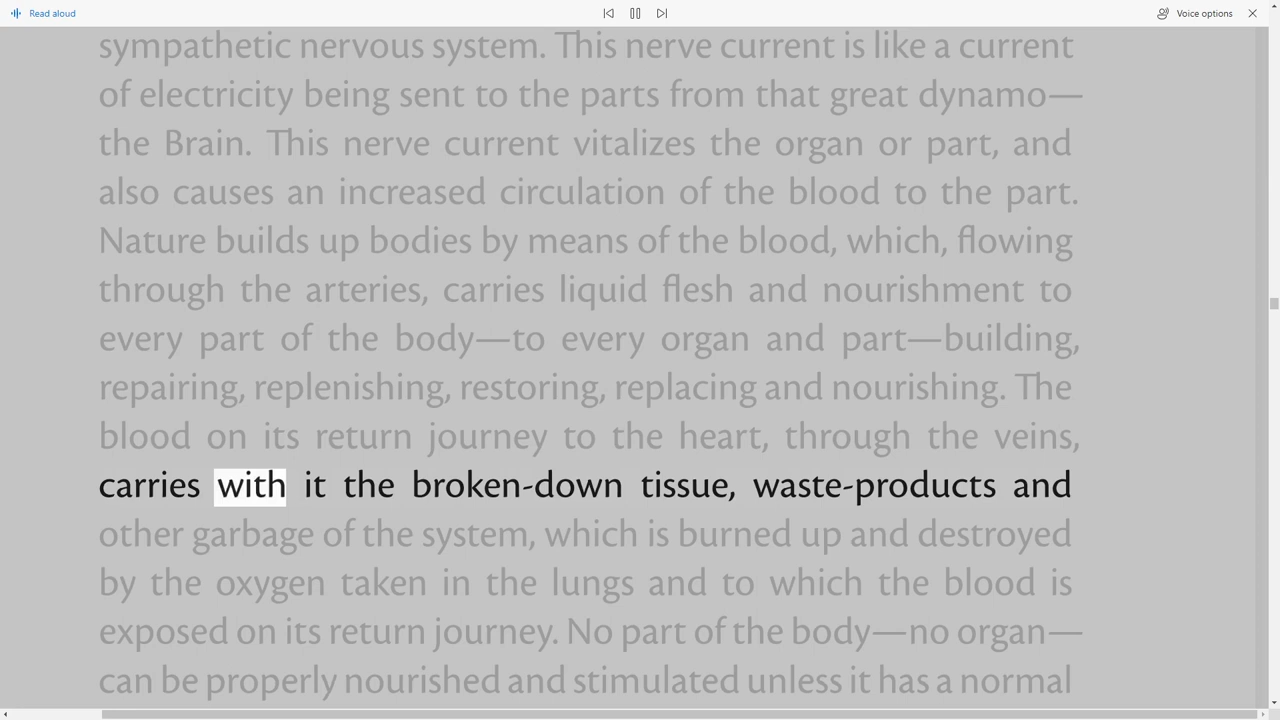 Read aloud
Voice options
sympathetic nervous system. This nerve current is like a current
of electricity being sent to the parts from that great dynamo—
the Brain. This nerve current vitalizes the organ or part, and
also causes an increased circulation of the blood to the part.
Nature builds up bodies by means of the blood, which, flowing
through the arteries, carries liquid flesh and nourishment to
every part of the body—to every organ and part—building,
repairing, replenishing, restoring, replacing and nourishing. The
blood on its return journey to the heart, through the veins,
carries with it the broken-down tissue, waste-products and
other garbage of the system, which is burned up and destroyed
by the oxygen taken in the lungs and to which the blood is
exposed on its return journey. No part of the body—no organ—
can be properly nourished and stimulated unless it has a normal